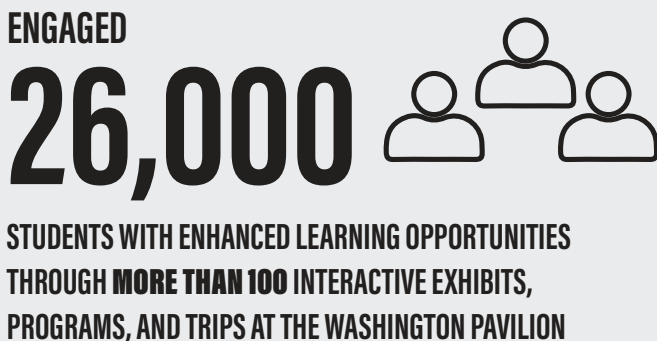 ENGAGED
26,000
STUDENTS WITH ENHANCED LEARNING OPPORTUNITIES
THROUGH MORE THAN 100 INTERACTIVE EXHIBITS,
PROGRAMS, AND TRIPS AT THE WASHINGTON PAVILION